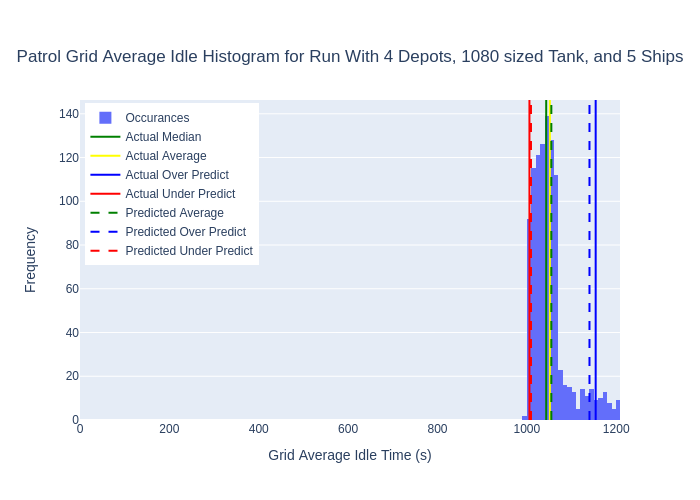 Patrol Grid Average Idle Histogram for Run With 4 Depots, 1080 sized Tank, and 5 Ships
Occurances
Actual Median
Actual Average
Actual Over Predict
Actual Under Predict
Predicted Average
Predicted Over Predict
Predicted Under Predict
Frequency
140
120
100
80
60
40
20
0
0 200 400 600 800 1000 1200
Grid Average Idle Time (s)